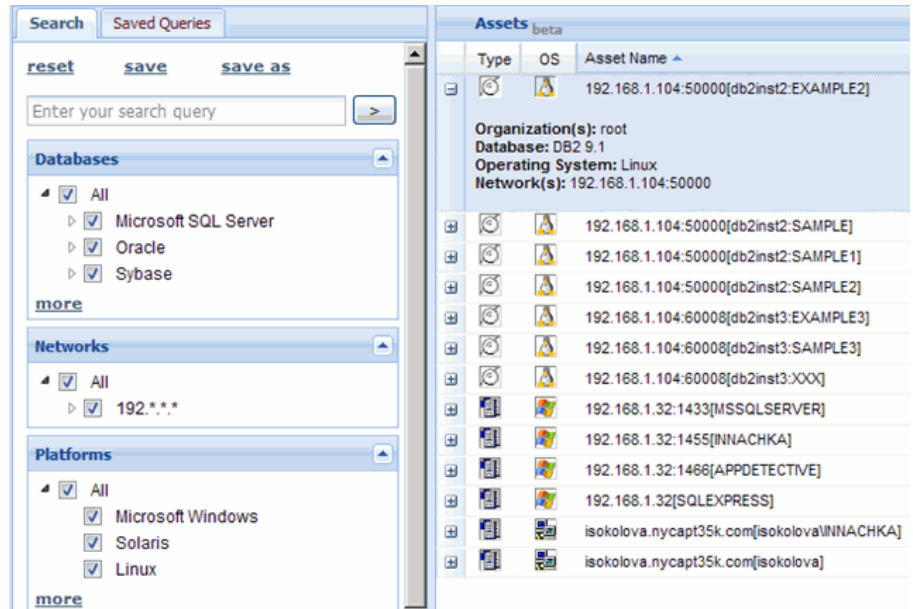 Search
Saved Queries
reset save save as
Enter your search query >
Databases
All
Microsoft SQL Server
Oracle
Sybase
more
Networks
All
192.*.*.*
Platforms
All
Microsoft Windows
Solaris
Linux
more
Assets beta
Type OS Asset Name
192.168.1.104:50000[db2inst2:EXAMPLE2]
Organization(s): root
Database: DB2 9.1
Operating System: Linux
Network(s): 192.168.1.104:50000
192.168.1.104:50000[db2inst2:SAMPLE]
192.168.1.104:50000[db2inst2:SAMPLE1]
192.168.1.104:50000[db2inst2:SAMPLE2]
192.168.1.104:60008[db2inst3:EXAMPLE3]
192.168.1.104:60008[db2inst3:SAMPLE3]
192.168.1.104:60008[db2inst3:XXX]
192.168.1.32:1433[MSSQLSERVER]
192.168.1.32:1455[INNACHKA]
192.168.1.32:1466[APPDETECTIVE]
192.168.1.32[SQLEXPRESS]
isokolova.nycapt35k.com[isokolova\INNACHKA]
isokolova.nycapt35k.com[isokolova]